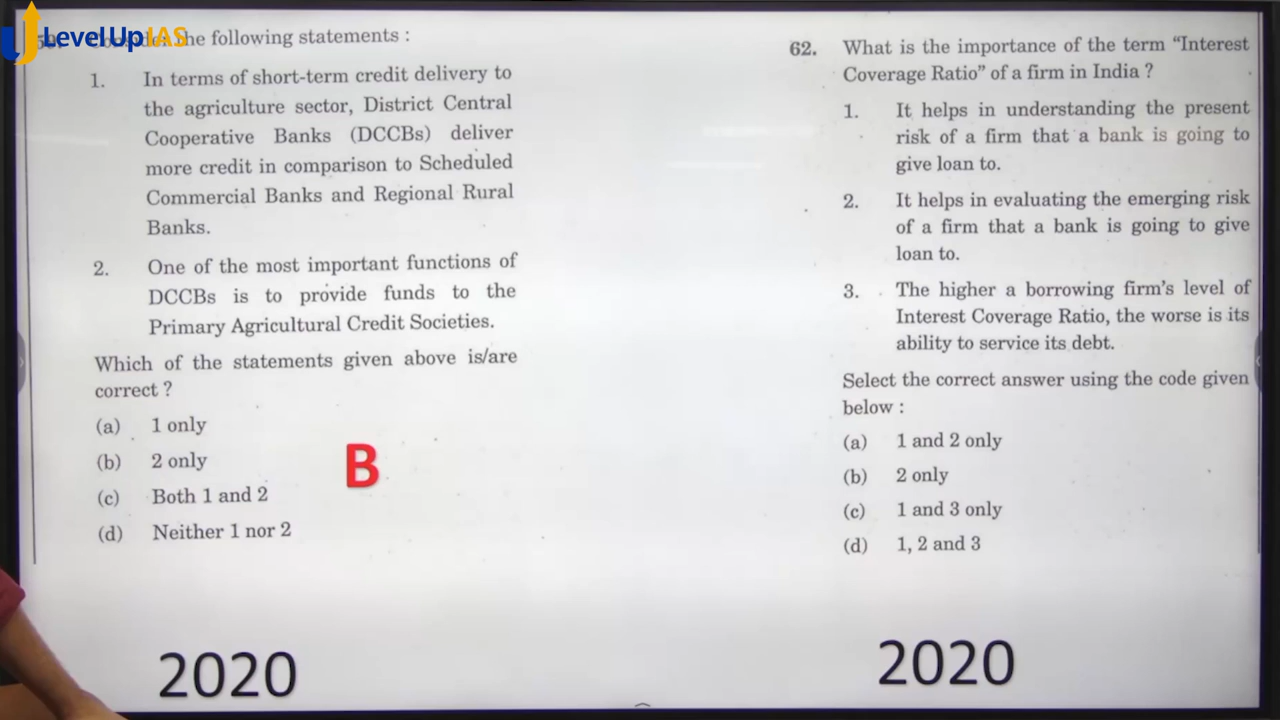 LevelUp IAS
the following statements :
1. In terms of short-term credit delivery to
the agriculture sector, District Central
Cooperative Banks (DCCBs) deliver
more credit in comparison to Scheduled
Commercial Banks and Regional Rural
Banks.
2. One of the most important functions of
DCCBs is to provide funds to the
Primary Agricultural Credit Societies.
Which of the statements given above is/are
correct ?
(a) 1 only
(b) 2 only
(c) Both 1 and 2
(d) Neither 1 nor 2
B
2020
62. What is the importance of the term “Interest
Coverage Ratio” of a firm in India ?
1. It helps in understanding the present
risk of a firm that a bank is going to
give loan to.
2. It helps in evaluating the emerging risk
of a firm that a bank is going to give
loan to.
3. The higher a borrowing firm’s level of
Interest Coverage Ratio, the worse is its
ability to service its debt.
Select the correct answer using the code given
below :
(a) 1 and 2 only
(b) 2 only
(c) 1 and 3 only
(d) 1, 2 and 3
2020